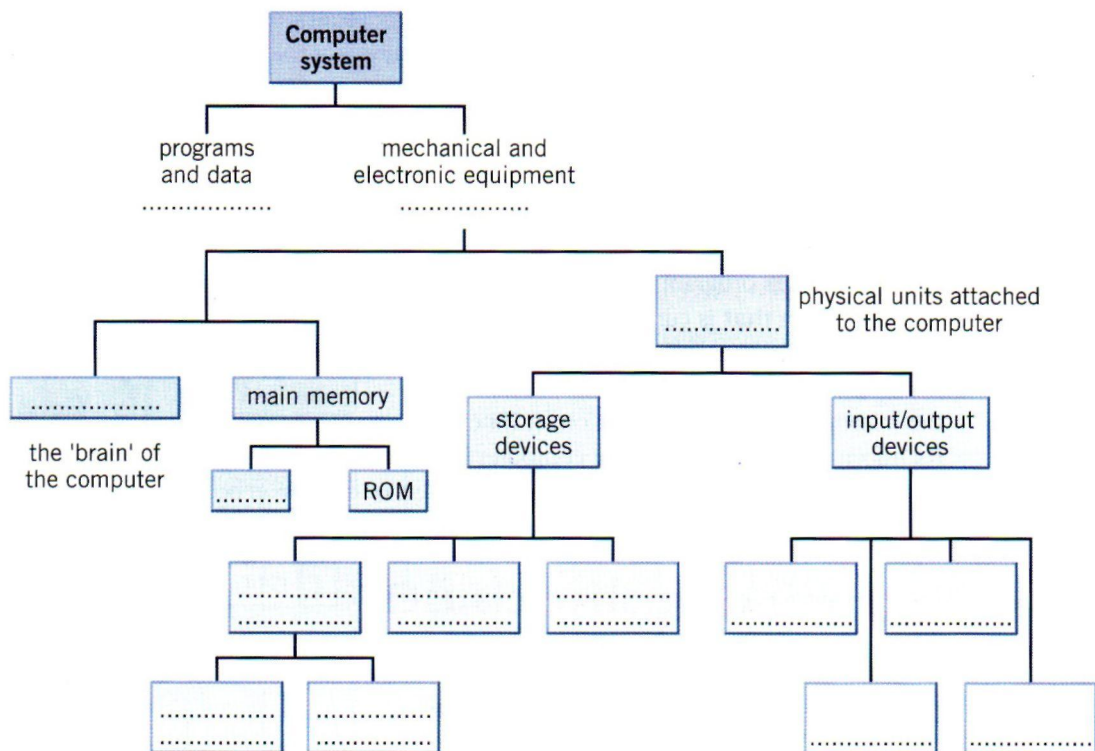 Computer
system
programs
and data
..................
mechanical and
electronic equipment
..................
..................
physical units attached
to the computer
..................
the 'brain' of
the computer
main memory
..........
ROM
storage
devices
input/output
devices
..................
..................
..................
..................
..................
..................
..................
..................
..................
..................
..................
..................
..................
..................